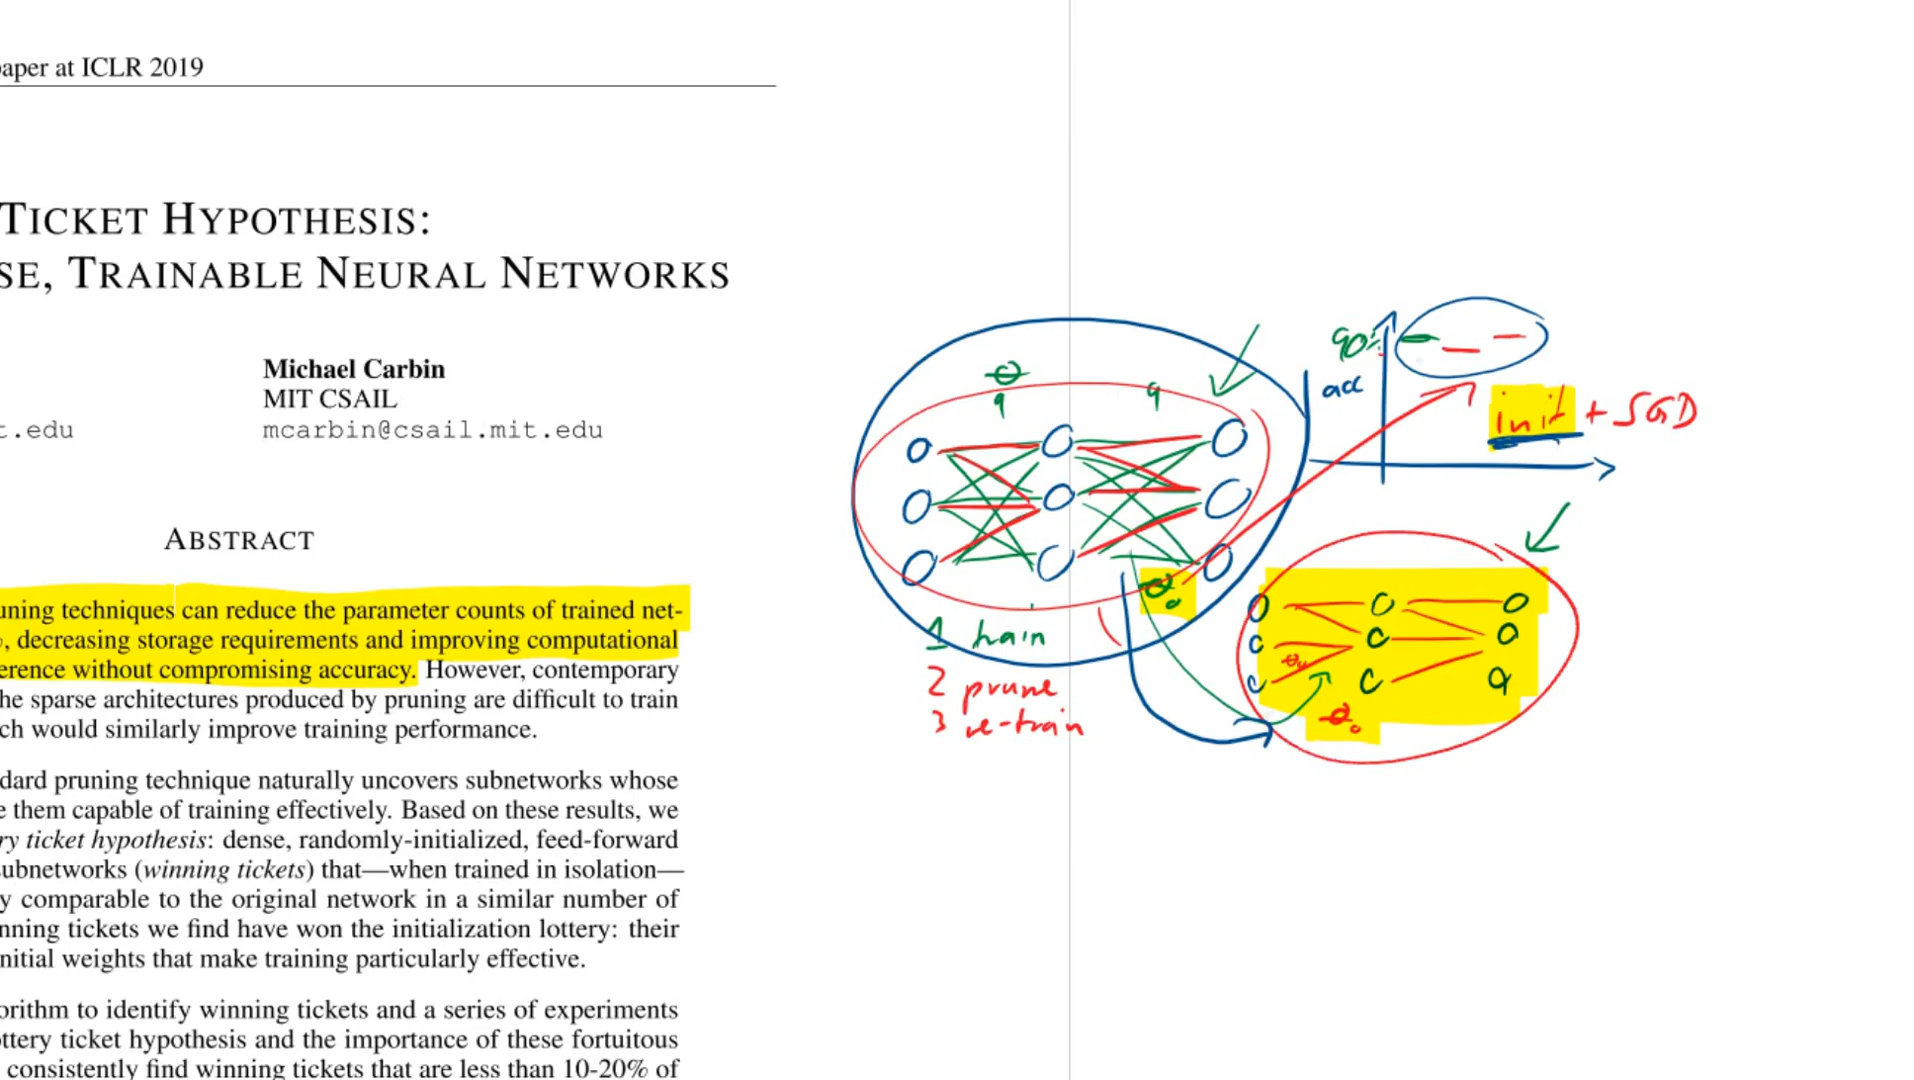 paper at ICLR 2019
TICKET HYPOTHESIS:
SE, TRAINABLE NEURAL NETWORKS
Michael Carbin
MIT CSAIL
t.edu
mcarbin@csail.mit.edu
ABSTRACT
uning techniques can reduce the parameter counts of trained net-
, decreasing storage requirements and improving computational
erence without compromising accuracy. However, contemporary
he sparse architectures produced by pruning are difficult to train
ch would similarly improve training performance.
dard pruning technique naturally uncovers subnetworks whose
e them capable of training effectively. Based on these results, we
ry ticket hypothesis: dense, randomly-initialized, feed-forward
subnetworks (winning tickets) that—when trained in isolation—
y comparable to the original network in a similar number of
nning tickets we find have won the initialization lottery: their
nitial weights that make training particularly effective.
orithm to identify winning tickets and a series of experiments
ottery ticket hypothesis and the importance of these fortuitous
consistently find winning tickets that are less than 10-20% of
θ
9
9
90%
acc
init + SGD
θ₀
1 train
2 prune
3 re-train
θ₀